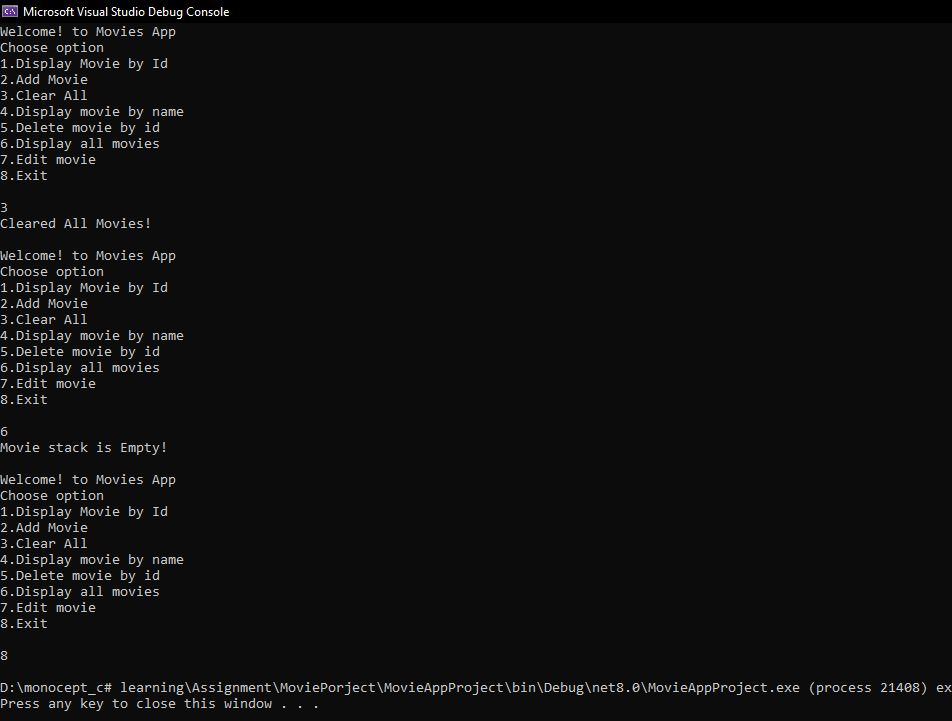 Microsoft Visual Studio Debug Console
Welcome! to Movies App
Choose option
1.Display Movie by Id
2.Add Movie
3.Clear All
4.Display movie by name
5.Delete movie by id
6.Display all movies
7.Edit movie
8.Exit
3
Cleared All Movies!
Welcome! to Movies App
Choose option
1.Display Movie by Id
2.Add Movie
3.Clear All
4.Display movie by name
5.Delete movie by id
6.Display all movies
7.Edit movie
8.Exit
6
Movie stack is Empty!
Welcome! to Movies App
Choose option
1.Display Movie by Id
2.Add Movie
3.Clear All
4.Display movie by name
5.Delete movie by id
6.Display all movies
7.Edit movie
8.Exit
8
D:\monocept_c# learning\Assignment\MoviePorject\MovieAppProject\bin\Debug\net8.0\MovieAppProject.exe (process 21408) ex
Press any key to close this window . . .